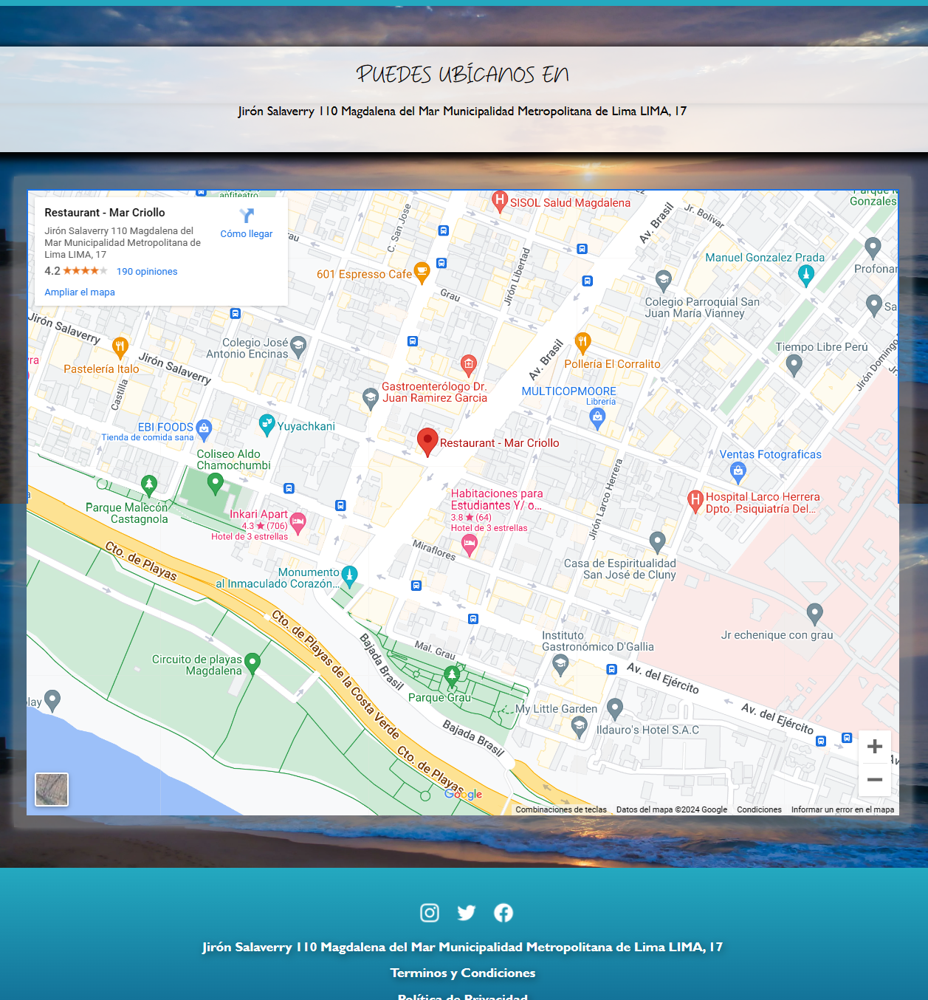 PUEDES UBÍCANOS EN
Jirón Salaverry 110 Magdalena del Mar Municipalidad Metropolitana de Lima LIMA, 17
anfiteatro
Restaurant - Mar Criollo
Jirón Salaverry 110 Magdalena del
Mar Municipalidad Metropolitana de
Lima LIMA, 17
4.2
190 opiniones
Cómo llegar
Ampliar el mapa
C. San Jose
SISOL Salud Magdalena
Av. Brasil
Jr. Bolivar
Gonzales
601 Espresso Cafe
Grau
Jirón Libertad
Manuel Gonzalez Prada
Colegio Parroquial San
Juan María Vianney
Jirón Salaverry
Pastelería Italo
Jirón Salaverry
Castilla
Colegio José
Antonio Encinas
Gastroenterólogo Dr.
Juan Ramirez Garcia
Av. Brasil
Pollería El Corralito
MULTICOPMOORE
Librería
Tiempo Libre Perú
Jirón Domingo
EBI FOODS
Tienda de comida sana
Yuyachkani
Coliseo Aldo
Chamochumbi
Restaurant - Mar Criollo
Ventas Fotograficas
Jirón Larco Herrera
Hospital Larco Herrera
Dpto. Psiquiatría Del...
Parque Malecón
Castagnola
Inkari Apart
4.3 ★ (706)
Hotel de 3 estrellas
Habitaciones para
Estudiantes Y/ o...
3.8 ★ (64)
Hotel de 3 estrellas
Miraflores
Casa de Espiritualidad
San José de Cluny
Cto. de Playas
Monumento
al Inmaculado Corazón...
Cto. de Playas de la Costa Verde
Bajada Brasil
Mal. Grau
Instituto
Gastronómico D'Gallia
Jr echenique con grau
Circuito de playas
Magdalena
Parque Grau
Av. del Ejército
Av. del Ejército
My Little Garden
Ildauro's Hotel S.A.C
Bajada Brasil
Cto. de Playas
Google
Combinaciones de teclas
Datos del mapa ©2024 Google
Condiciones
Informar un error en el mapa
Jirón Salaverry 110 Magdalena del Mar Municipalidad Metropolitana de Lima LIMA, 17
Terminos y Condiciones
Política de Privacidad